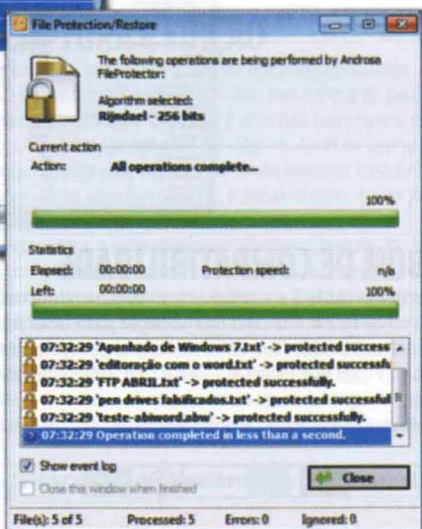 File Protection/Restore
The following operations are being performed by Androsa
FileProtector:
Algorithm selected:
Rijndael - 256 bits
Current action
Action: All operations complete...
100%
Statistics
Elapsed: 00:00:00 Protection speed: n/a
Left: 00:00:00 100%
07:32:29 'Apanhado de Windows 7.txt' -> protected success
07:32:29 'editoração com o word.txt' -> protected successfu
07:32:29 'FTP ABRIL.txt' -> protected successfully.
07:32:29 'pen drives falsificados.txt' -> protected successful
07:32:29 'teste-abiword.abw' -> protected successfully.
07:32:29 Operation completed in less than a second.
Show event log
Close
Close this window when finished
File(s): 5 of 5 Processed: 5 Errors: 0 Ignored: 0